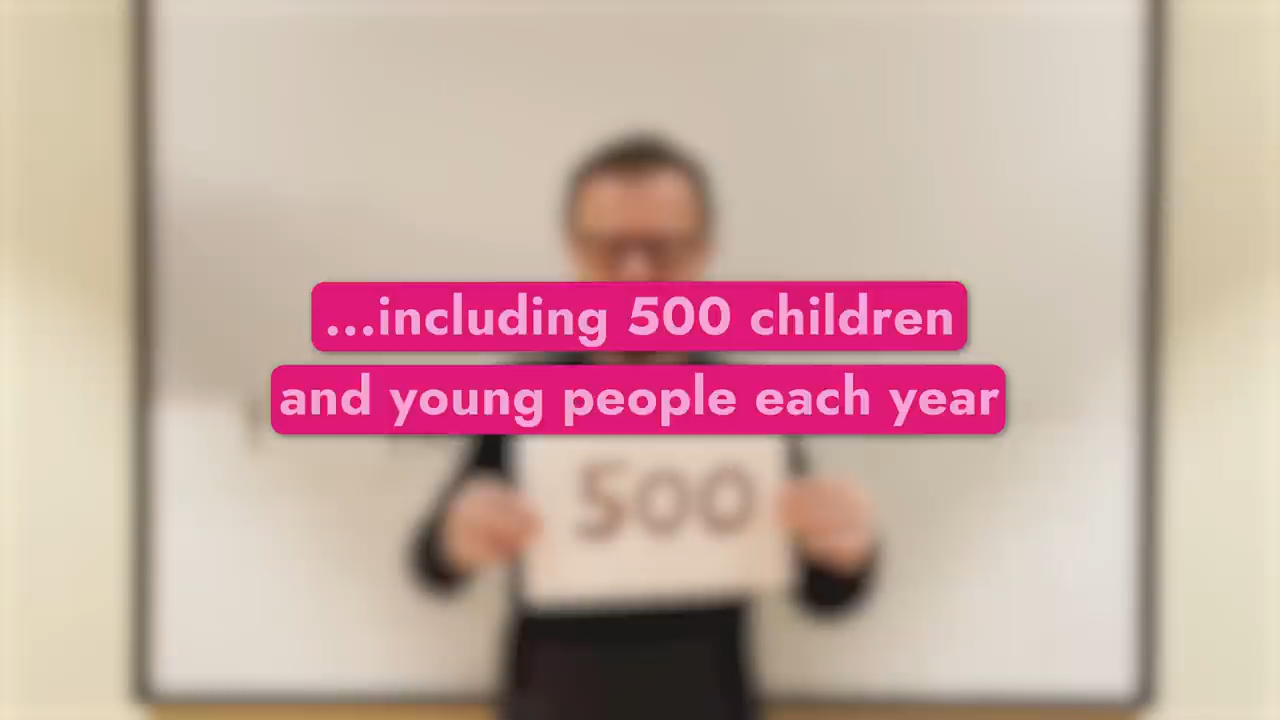 ...including 500 children
and young people each year
500